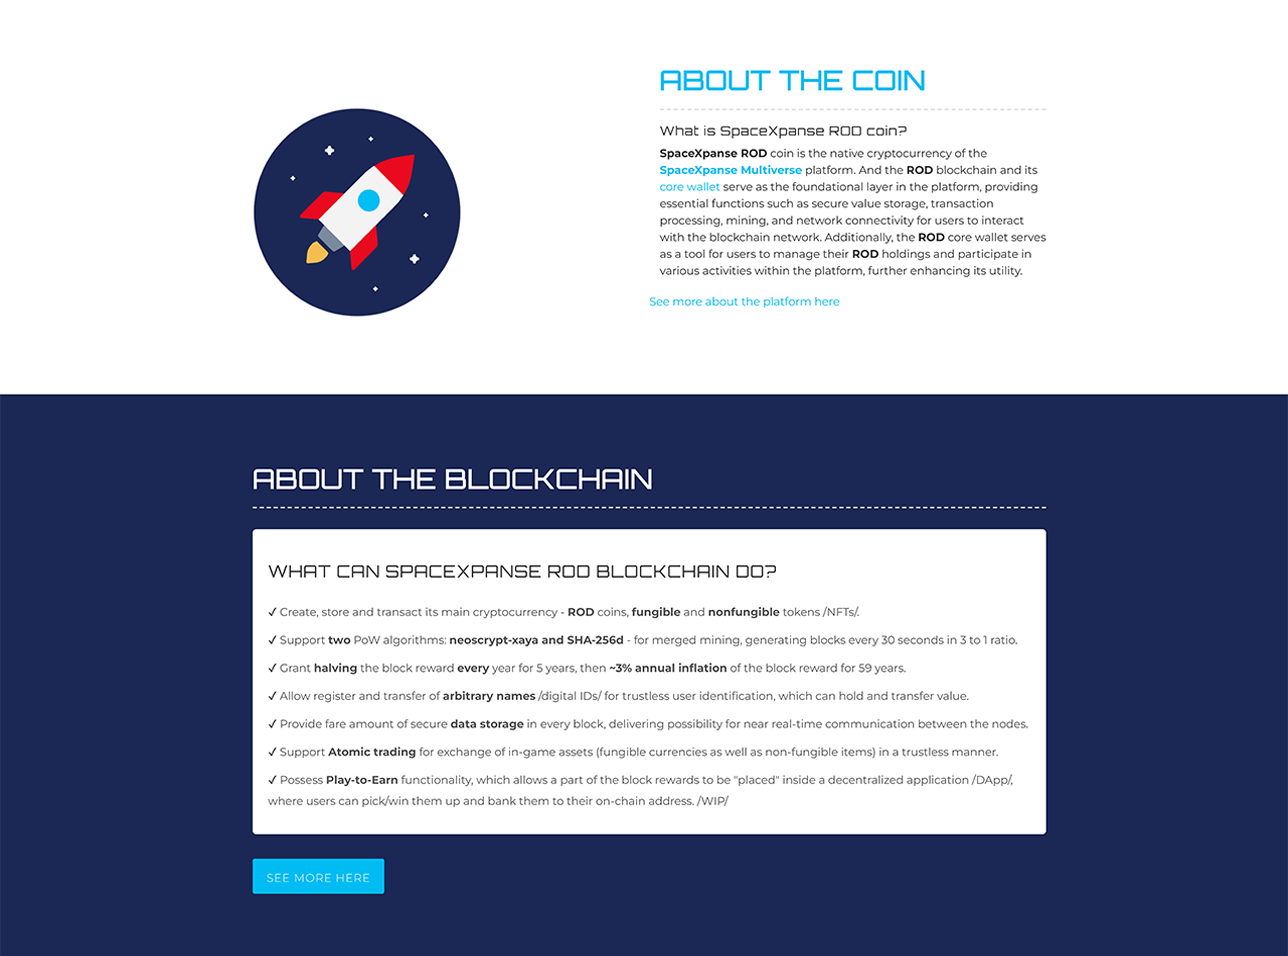 ABOUT THE COIN
What is SpaceXpanse ROD coin?
SpaceXpanse ROD coin is the native cryptocurrency of the
SpaceXpanse Multiverse platform. And the ROD blockchain and its
core wallet serve as the foundational layer in the platform, providing
essential functions such as secure value storage, transaction
processing, mining, and network connectivity for users to interact
with the blockchain network. Additionally, the ROD core wallet serves
as a tool for users to manage their ROD holdings and participate in
various activities within the platform, further enhancing its utility.
See more about the platform here
ABOUT THE BLOCKCHAIN
WHAT CAN SPACEXPANSE ROD BLOCKCHAIN DO?
✓ Create, store and transact its main cryptocurrency - ROD coins, fungible and nonfungible tokens /NFTs/.
✓ Support two PoW algorithms: neoscrypt-xaya and SHA-256d - for merged mining, generating blocks every 30 seconds in 3 to 1 ratio.
✓ Grant halving the block reward every year for 5 years, then ~3% annual inflation of the block reward for 59 years.
✓ Allow register and transfer of arbitrary names /digital IDs/ for trustless user identification, which can hold and transfer value.
✓ Provide fare amount of secure data storage in every block, delivering possibility for near real-time communication between the nodes.
✓ Support Atomic trading for exchange of in-game assets (fungible currencies as well as non-fungible items) in a trustless manner.
✓ Possess Play-to-Earn functionality, which allows a part of the block rewards to be "placed" inside a decentralized application /DApp/,
where users can pick/win them up and bank them to their on-chain address. /WIP/
SEE MORE HERE